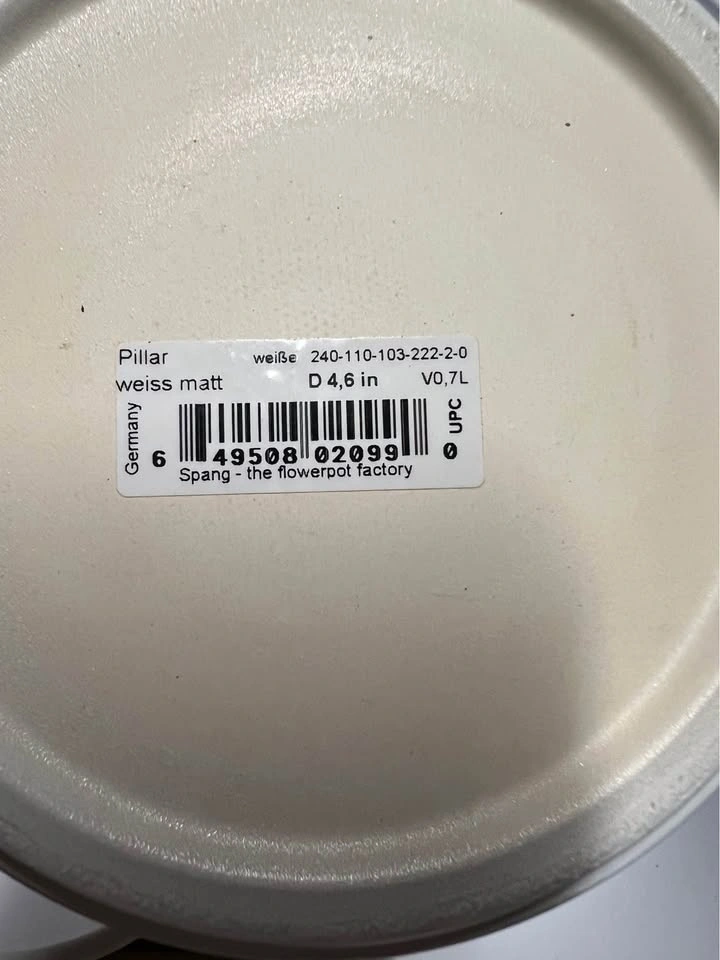 Pillar weiße 240-110-103-222-2-0
weiss matt D 4,6 in V0,7L
Germany
6 49508 02099 0
UPC
Spang - the flowerpot factory